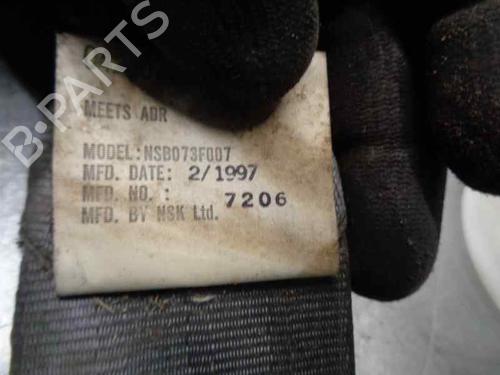 MEETS ADR
MODEL:NSB073F007
MFD. DATE: 2/1997
MFD. NO. : 7206
MFD. BY NSK Ltd.
B-PARTS